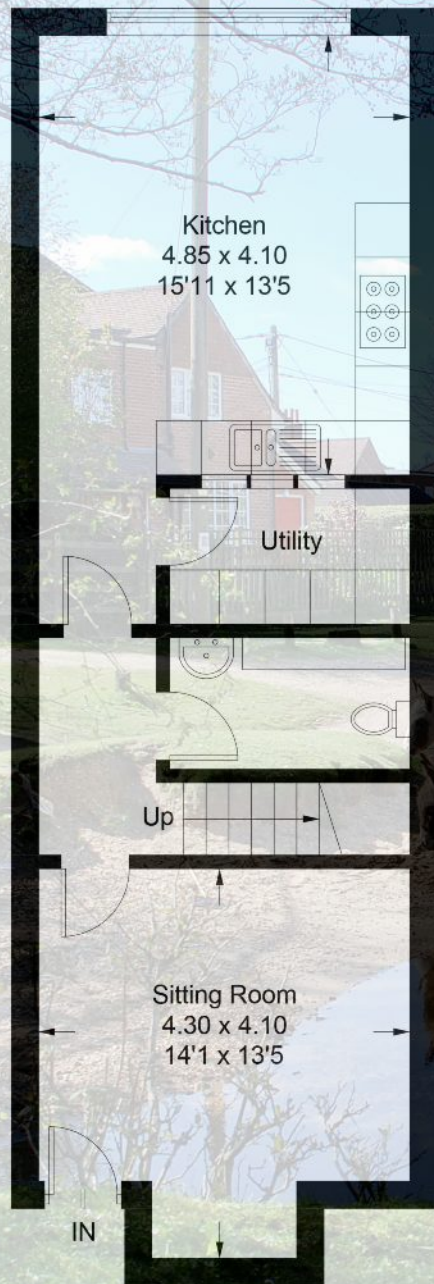 Kitchen
4.85 x 4.10
15'11 x 13'5
Utility
Up
Sitting Room
4.30 x 4.10
14'1 x 13'5
IN